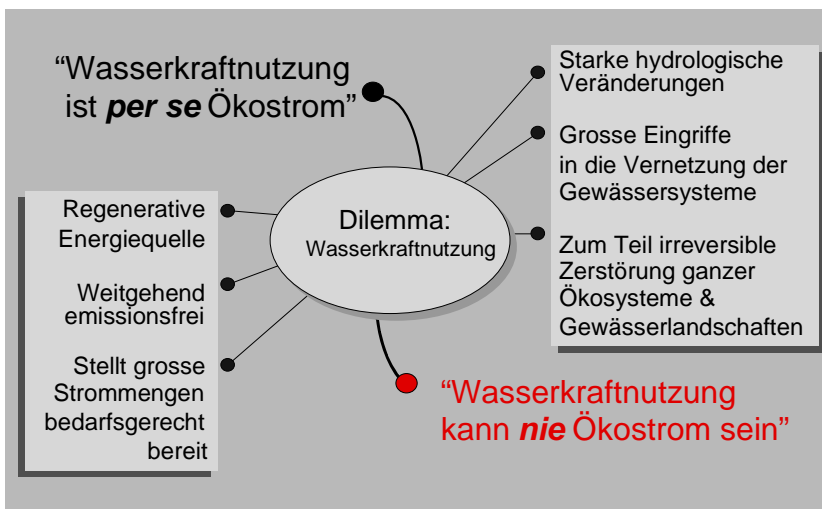 “Wasserkraftnutzung
ist per se Ökostrom”
Regenerative
Energiequelle
Weitgehend
emissionsfrei
Stellt grosse
Strommengen
bedarfsgerecht
bereit
Dilemma:
Wasserkraftnutzung
Starke hydrologische
Veränderungen
Grosse Eingriffe
in die Vernetzung der
Gewässersysteme
Zum Teil irreversible
Zerstörung ganzer
Ökosysteme &
Gewässerlandschaften
“Wasserkraftnutzung
kann nie Ökostrom sein”